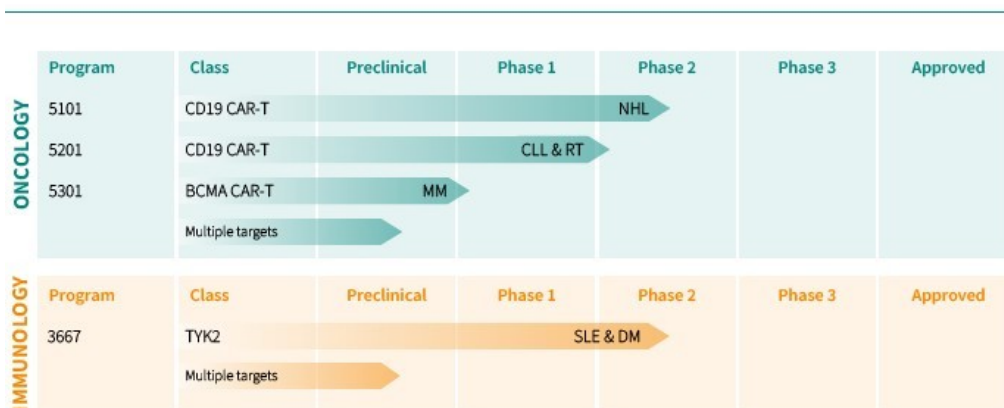 ONCOLOGY
Program Class Preclinical Phase 1 Phase 2 Phase 3 Approved
5101 CD19 CAR-T NHL
5201 CD19 CAR-T CLL & RT
5301 BCMA CAR-T MM
Multiple targets
IMMUNOLOGY
Program Class Preclinical Phase 1 Phase 2 Phase 3 Approved
3667 TYK2 SLE & DM
Multiple targets